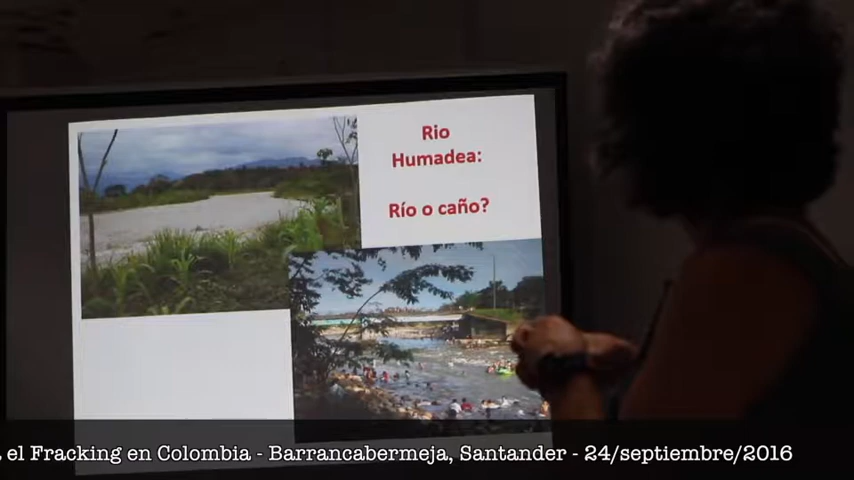 Rio
Humadea:
Río o caño?
el Fracking en Colombia - Barrancabermeja, Santander - 24/septiembre/2016